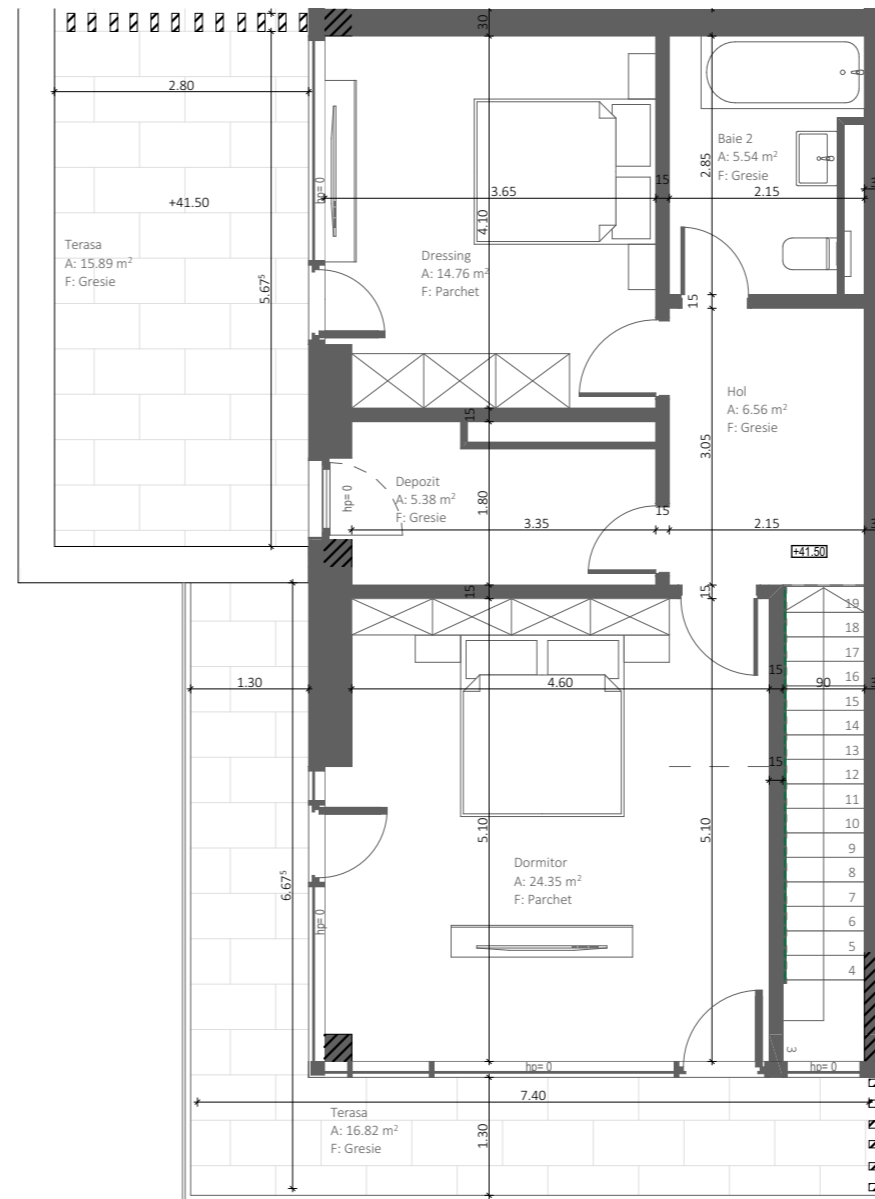 30
2.80
Baie 2
A: 5.54 m²
F: Gresie
2.85
hp= 0
3.65
15
2.15
+41.50
4.10
Terasa
A: 15.89 m²
F: Gresie
Dressing
A: 14.76 m²
F: Parchet
5.67⁵
15
Hol
A: 6.56 m²
F: Gresie
15
3.05
Depozit
A: 5.38 m²
F: Gresie
hp= 0
1.80
3.35
15
2.15
+41.50
15
15
19
18
17
16
15
14
13
12
11
10
9
8
7
6
5
4
3
1.30
4.60
15
90
15
5.10
5.10
Dormitor
A: 24.35 m²
F: Parchet
6.67⁵
hp= 0
hp= 0
hp= 0
7.40
Terasa
A: 16.82 m²
F: Gresie
1.30